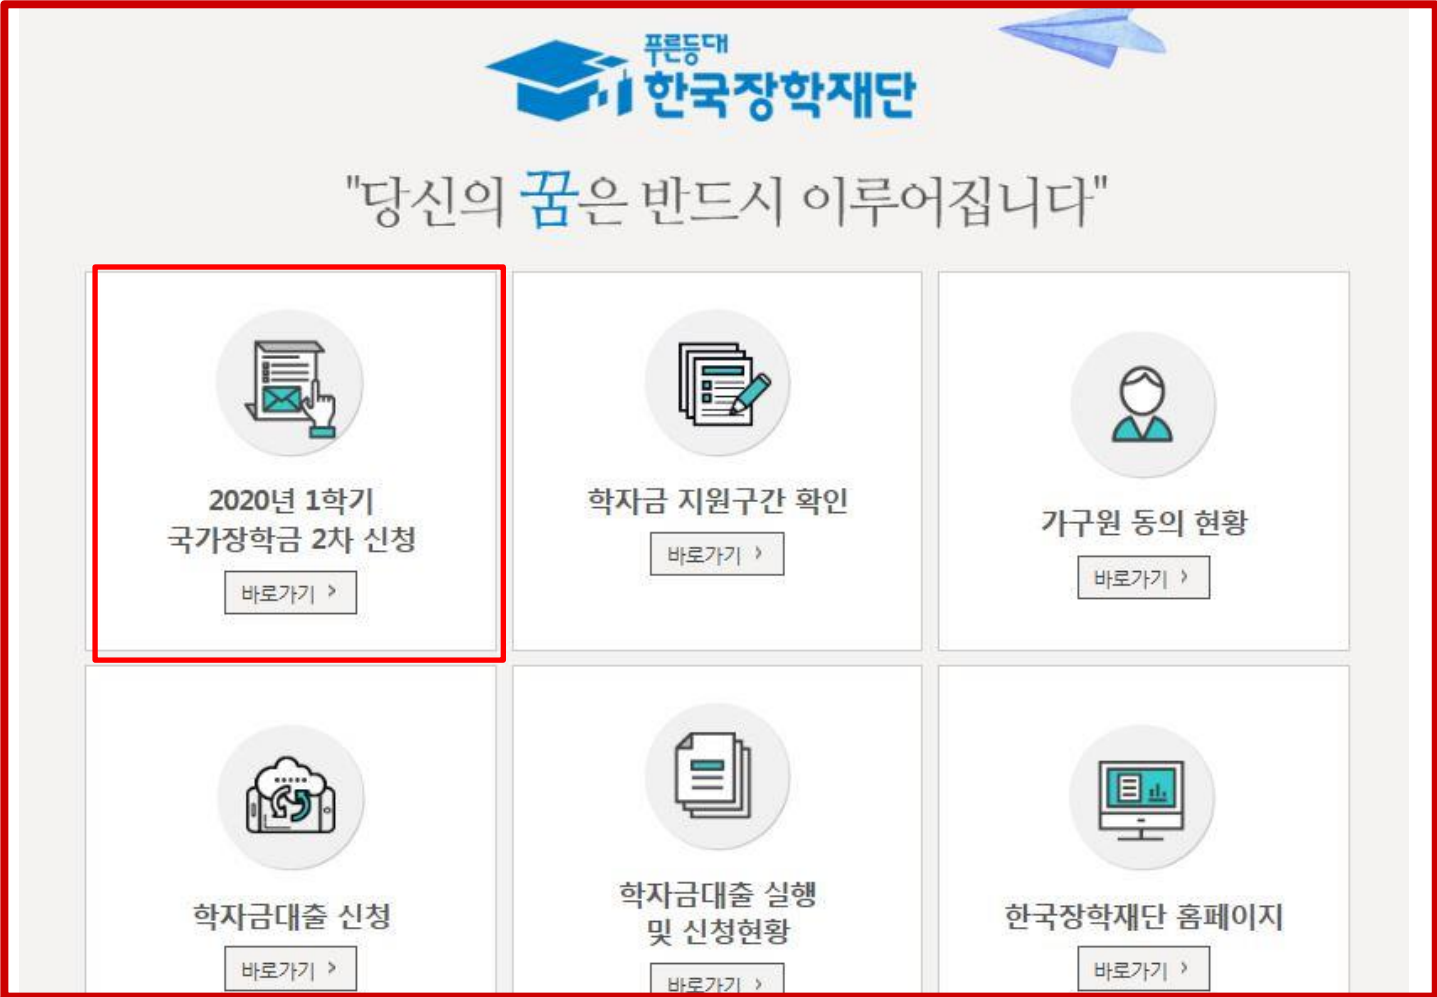 푸른등대
한국장학재단
"당신의 꿈은 반드시 이루어집니다"
2020년 1학기
국가장학금 2차 신청
바로가기 >
학자금 지원구간 확인
바로가기 >
가구원 동의 현황
바로가기 >
학자금대출 신청
바로가기 >
학자금대출 실행
및 신청현황
바로가기 >
한국장학재단 홈페이지
바로가기 >